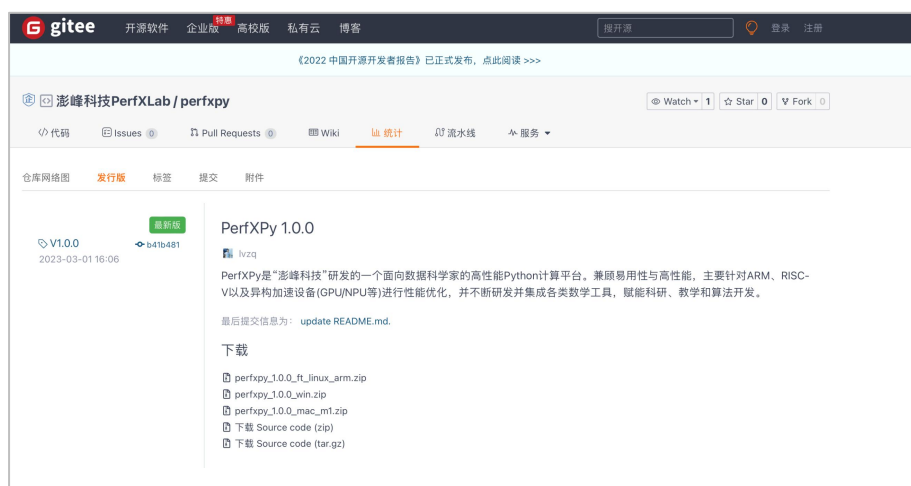 gitee 开源软件 企业版 特惠 高校版 私有云 博客 搜开源 登录 注册
《2022 中国开源开发者报告》已正式发布，点此阅读 >>>
澎峰科技PerfXLab / perfxpy Watch 1 Star 0 Fork 0
代码 Issues 0 Pull Requests 0 Wiki 统计 流水线 服务
仓库网络图 发行版 标签 提交 附件
最新版
V1.0.0 b41b481
2023-03-01 16:06
PerfXPy 1.0.0
lvzq
PerfXPy是“澎峰科技”研发的一个面向数据科学家的高性能Python计算平台。兼顾易用性与高性能，主要针对ARM、RISC-
V以及异构加速设备(GPU/NPU等)进行性能优化，并不断研发并集成各类数学工具，赋能科研、教学和算法开发。
最后提交信息为： update README.md.
下载
perfxpy_1.0.0_ft_linux_arm.zip
perfxpy_1.0.0_win.zip
perfxpy_1.0.0_mac_m1.zip
下载 Source code (zip)
下载 Source code (tar.gz)